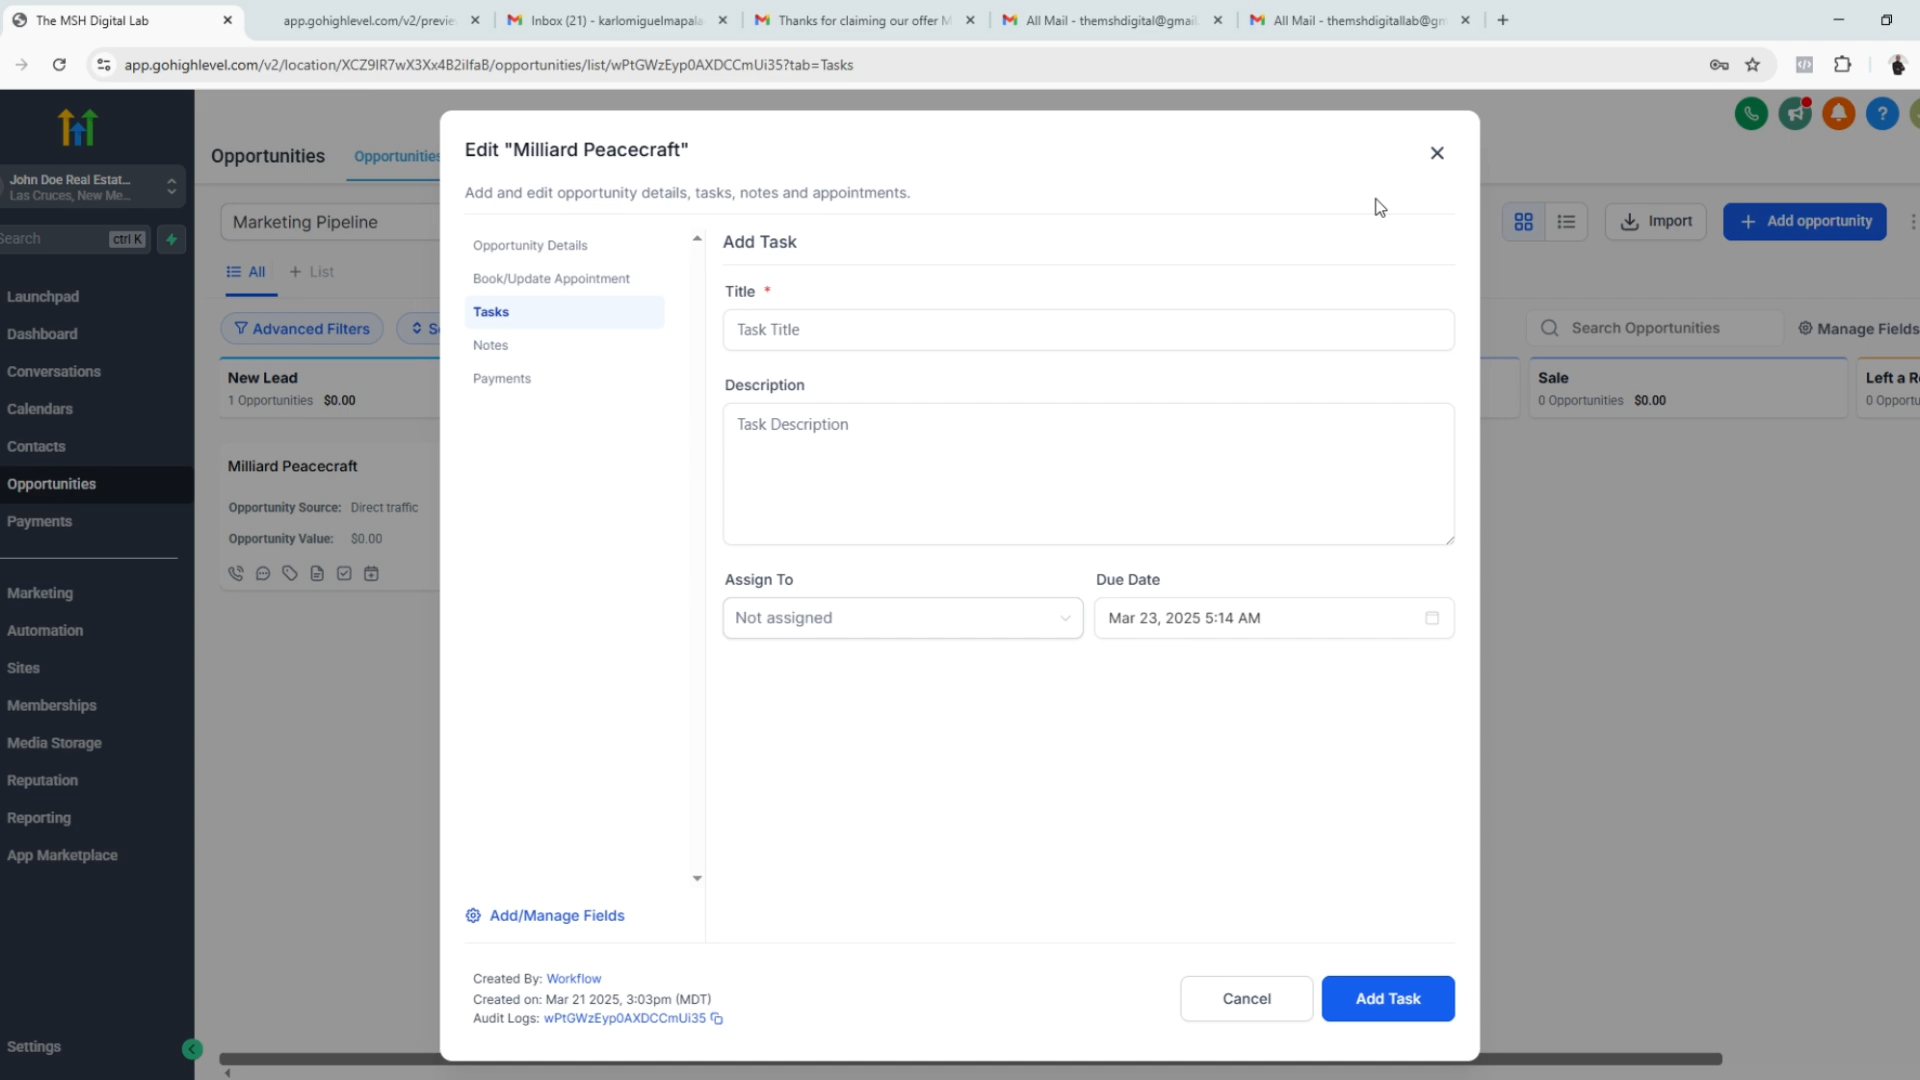 The MSH Digital Lab
app.gohighlevel.com/v2/previe
Inbox (21) - karlomiguelmapala
Thanks for claiming our offer M
All Mail - themshdigital@gmail.
All Mail - themshdigitallab@gm
app.gohighlevel.com/v2/location/XCZ9IR7wX3Xx4B2ilfaB/opportunities/list/wPtGWzEyp0AXDCCmUi35?tab=Tasks
John Doe Real Estat...
Las Cruces, New Me...
Search
ctrl K
Launchpad
Dashboard
Conversations
Calendars
Contacts
Opportunities
Payments
Marketing
Automation
Sites
Memberships
Media Storage
Reputation
Reporting
App Marketplace
Settings
Opportunities
Opportunities
Marketing Pipeline
All
+ List
Advanced Filters
S
New Lead
1 Opportunities $0.00
Milliard Peacecraft
Opportunity Source: Direct traffic
Opportunity Value: $0.00
Edit "Milliard Peacecraft"
Add and edit opportunity details, tasks, notes and appointments.
Opportunity Details
Book/Update Appointment
Tasks
Notes
Payments
Add/Manage Fields
Add Task
Title *
Task Title
Description
Task Description
Assign To
Not assigned
Due Date
Mar 23, 2025 5:14 AM
Created By: Workflow
Created on: Mar 21 2025, 3:03pm (MDT)
Audit Logs: wPtGWzEyp0AXDCCmUi35
Cancel
Add Task
Import
+ Add opportunity
Search Opportunities
Manage Fields
Sale
0 Opportunities $0.00
Left a R
0 Opportu